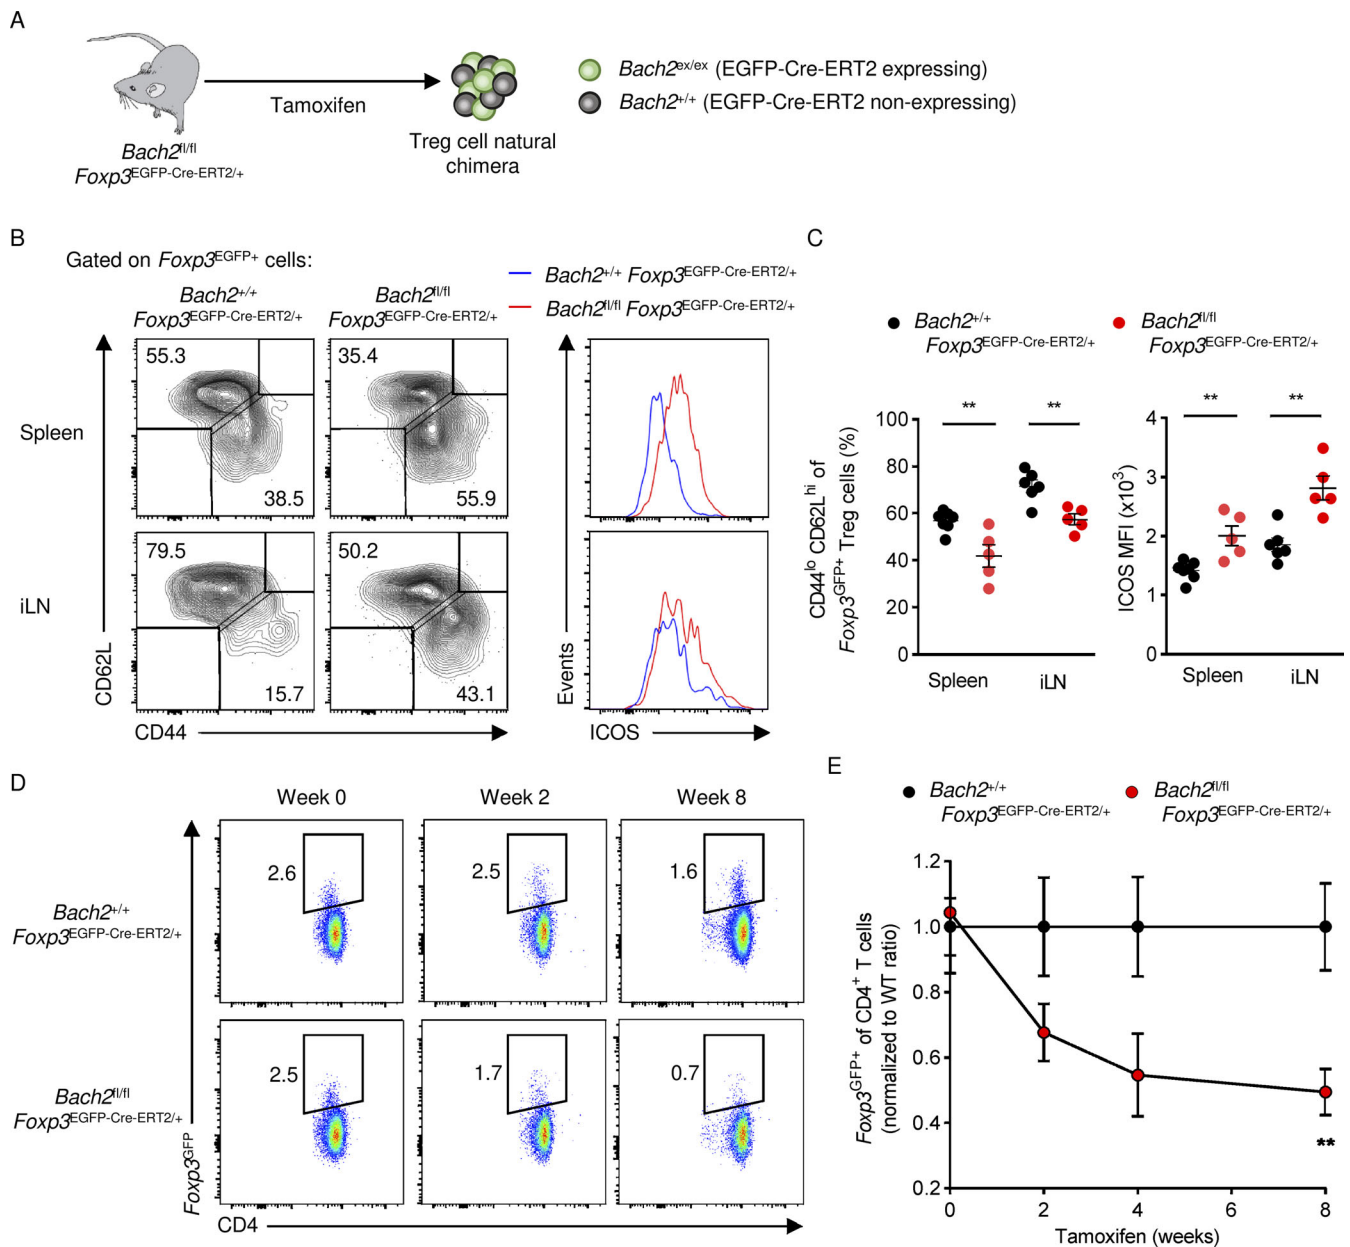 A
Tamoxifen
Bach2fl/fl
Foxp3EGFP-Cre-ERT2/+
Treg cell natural
chimera
Bach2ex/ex (EGFP-Cre-ERT2 expressing)
Bach2+/+ (EGFP-Cre-ERT2 non-expressing)
B
Gated on Foxp3EGFP+ cells:
Bach2+/+
Foxp3EGFP-Cre-ERT2/+
Bach2fl/fl
Foxp3EGFP-Cre-ERT2/+
Bach2+/+ Foxp3EGFP-Cre-ERT2/+
Bach2fl/fl Foxp3EGFP-Cre-ERT2/+
Spleen
55.3
38.5
35.4
55.9
iLN
79.5
15.7
50.2
43.1
CD62L
CD44
Events
ICOS
C
Bach2+/+
Foxp3EGFP-Cre-ERT2/+
Bach2fl/fl
Foxp3EGFP-Cre-ERT2/+
CD44lo CD62Lhi of
Foxp3GFP+ Treg cells (%)
100
80
60
40
20
0
** **
Spleen iLN
ICOS MFI (x103)
4
3
2
1
0
** **
Spleen iLN
D
Week 0 Week 2 Week 8
Bach2+/+
Foxp3EGFP-Cre-ERT2/+
2.6 2.5 1.6
Bach2fl/fl
Foxp3EGFP-Cre-ERT2/+
2.5 1.7 0.7
Foxp3GFP
CD4
E
Bach2+/+
Foxp3EGFP-Cre-ERT2/+
Bach2fl/fl
Foxp3EGFP-Cre-ERT2/+
Foxp3GFP+ of CD4+ T cells
(normalized to WT ratio)
1.2
1.0
0.8
0.6
0.4
0.2
**
0 2 4 6 8
Tamoxifen (weeks)